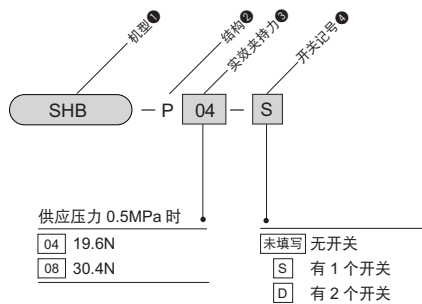 机型❶
结构❷
实效夹持力❸
开关记号❹
SHB — P 04 — S
供应压力 0.5MPa 时
04 19.6N
08 30.4N
未填写 无开关
S 有 1 个开关
D 有 2 个开关